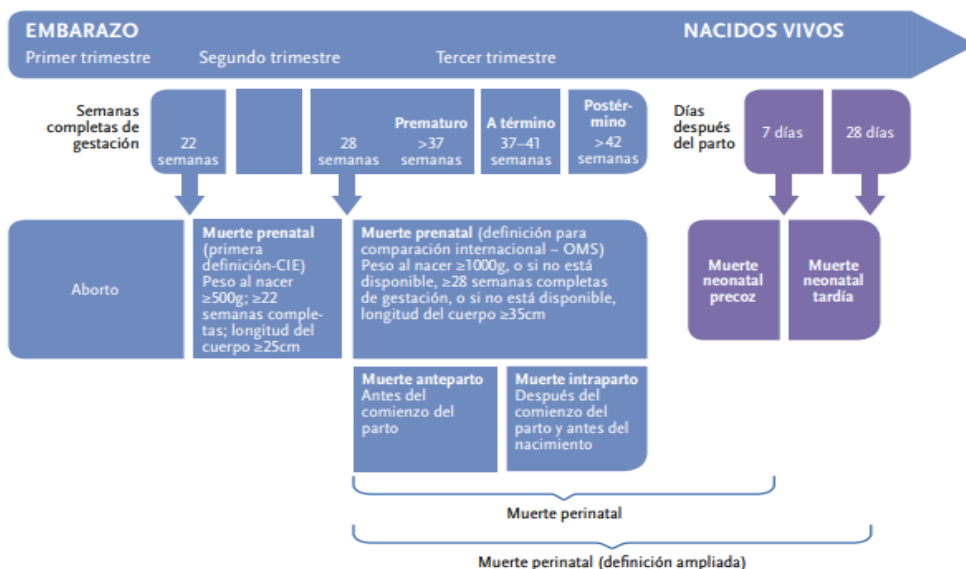 EMBARAZO
NACIDOS VIVOS
Primer trimestre
Segundo trimestre
Tercer trimestre
Semanas
completas de
gestación
22
semanas
28
semanas
Prematuro
>37
semanas
A término
37–41
semanas
Postér-
mino
>42
semanas
Días
después
del parto
7 días
28 días
Aborto
Muerte prenatal
(primera
definición-CIE)
Peso al nacer
≥500g; ≥22
semanas comple-
tas; longitud del
cuerpo ≥25cm
Muerte prenatal (definición para
comparación internacional – OMS)
Peso al nacer ≥1000g, o si no está
disponible, ≥28 semanas completas
de gestación, o si no está disponible,
longitud del cuerpo ≥35cm
Muerte
neonatal
precoz
Muerte
neonatal
tardía
Muerte anteparto
Antes del
comienzo del
parto
Muerte intraparto
Después del
comienzo del
parto y antes del
nacimiento
Muerte perinatal
Muerte perinatal (definición ampliada)